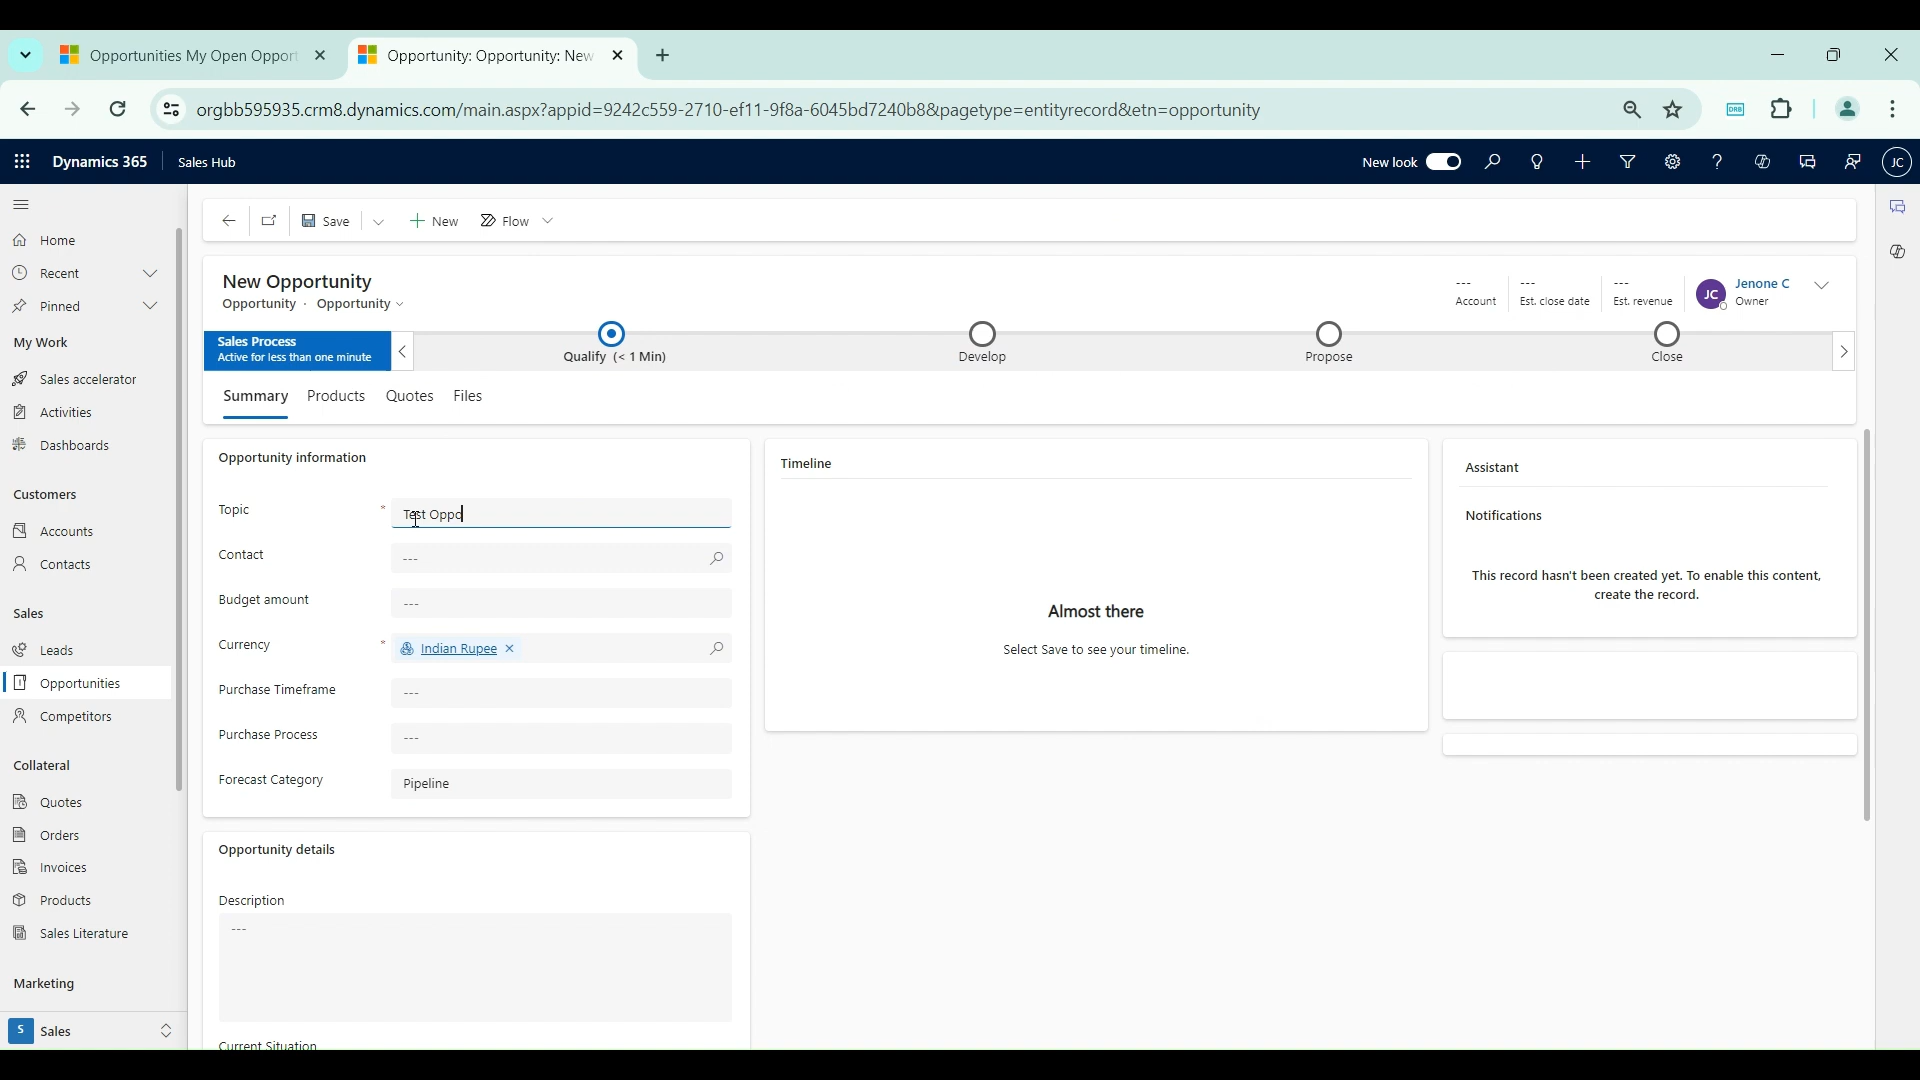 Opportunities My Open Opport
Opportunity: Opportunity: New
orgbb595935.crm8.dynamics.com/main.aspx?appid=9242c559-2710-ef11-9f8a-6045bd7240b8&pagetype=entityrecord&etn=opportunity
DRB
Dynamics 365
Sales Hub
New look
JC
Home
Recent
Pinned
My Work
Sales accelerator
Activities
Dashboards
Customers
Accounts
Contacts
Sales
Leads
Opportunities
Competitors
Collateral
Quotes
Orders
Invoices
Products
Sales Literature
Marketing
S Sales
Save
New
Flow
New Opportunity
Opportunity · Opportunity
---
Account
---
Est. close date
---
Est. revenue
JC
Jenone C
Owner
Sales Process
Active for less than one minute
Qualify (< 1 Min)
Develop
Propose
Close
Summary Products Quotes Files
Opportunity information
Topic * Test Oppo
Contact ---
Budget amount ---
Currency * Indian Rupee
Purchase Timeframe ---
Purchase Process ---
Forecast Category Pipeline
Opportunity details
Description
---
Current Situation
Timeline
Almost there
Select Save to see your timeline.
Assistant
Notifications
This record hasn't been created yet. To enable this content,
create the record.